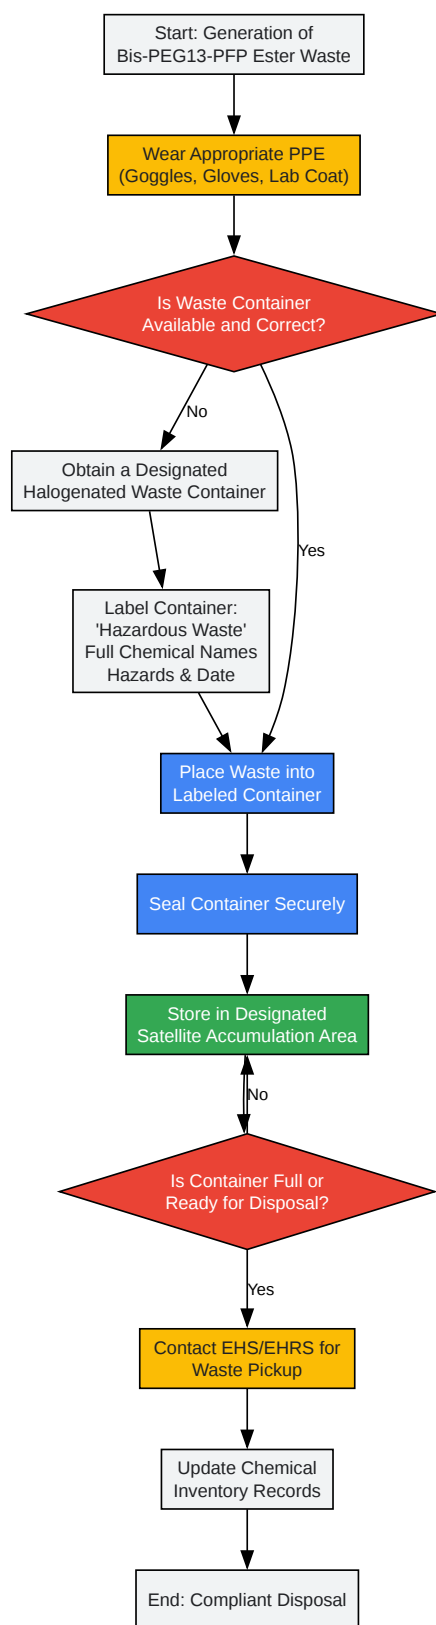 Start: Generation of
Bis-PEG13-PFP Ester Waste
Wear Appropriate PPE
(Goggles, Gloves, Lab Coat)
Is Waste Container
Available and Correct?
No
Obtain a Designated
Halogenated Waste Container
Yes
Label Container:
'Hazardous Waste'
Full Chemical Names
Hazards & Date
Place Waste into
Labeled Container
Seal Container Securely
Store in Designated
Satellite Accumulation Area
No
Is Container Full or
Ready for Disposal?
Yes
Contact EHS/EHRS for
Waste Pickup
Update Chemical
Inventory Records
End: Compliant Disposal